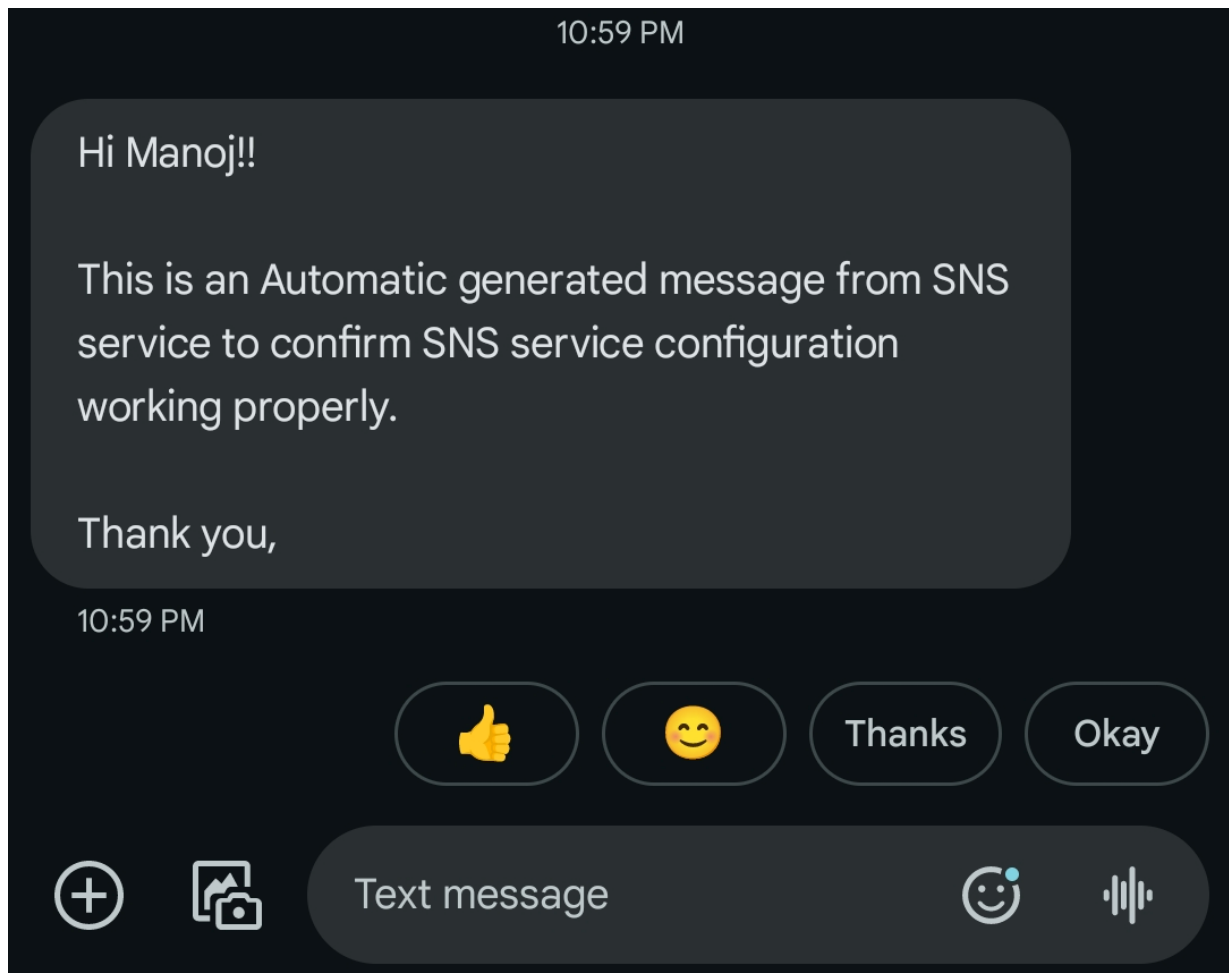 10:59 PM
Hi Manoj!!
This is an Automatic generated message from SNS
service to confirm SNS service configuration
working properly.
Thank you,
10:59 PM
👍 😊 Thanks Okay
Text message